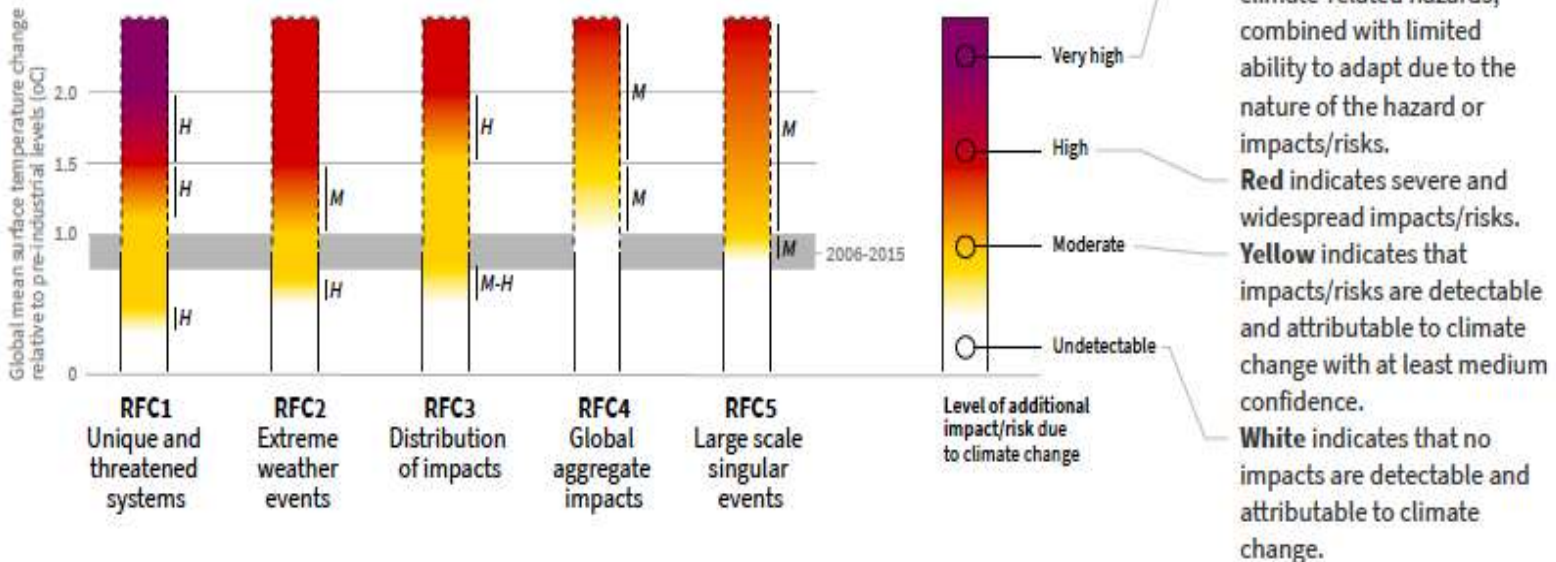 Global mean surface temperature change
relative to pre-industrial levels (oC)
2.0
1.5
1.0
0
H
H
H
M
H
H
M-H
M
M
M
M
2006-2015
RFC1
Unique and
threatened
systems
RFC2
Extreme
weather
events
RFC3
Distribution
of impacts
RFC4
Global
aggregate
impacts
RFC5
Large scale
singular
events
Very high
High
Moderate
Undetectable
Level of additional
impact/risk due
to climate change
climate-related hazards,
combined with limited
ability to adapt due to the
nature of the hazard or
impacts/risks.
Red indicates severe and
widespread impacts/risks.
Yellow indicates that
impacts/risks are detectable
and attributable to climate
change with at least medium
confidence.
White indicates that no
impacts are detectable and
attributable to climate
change.